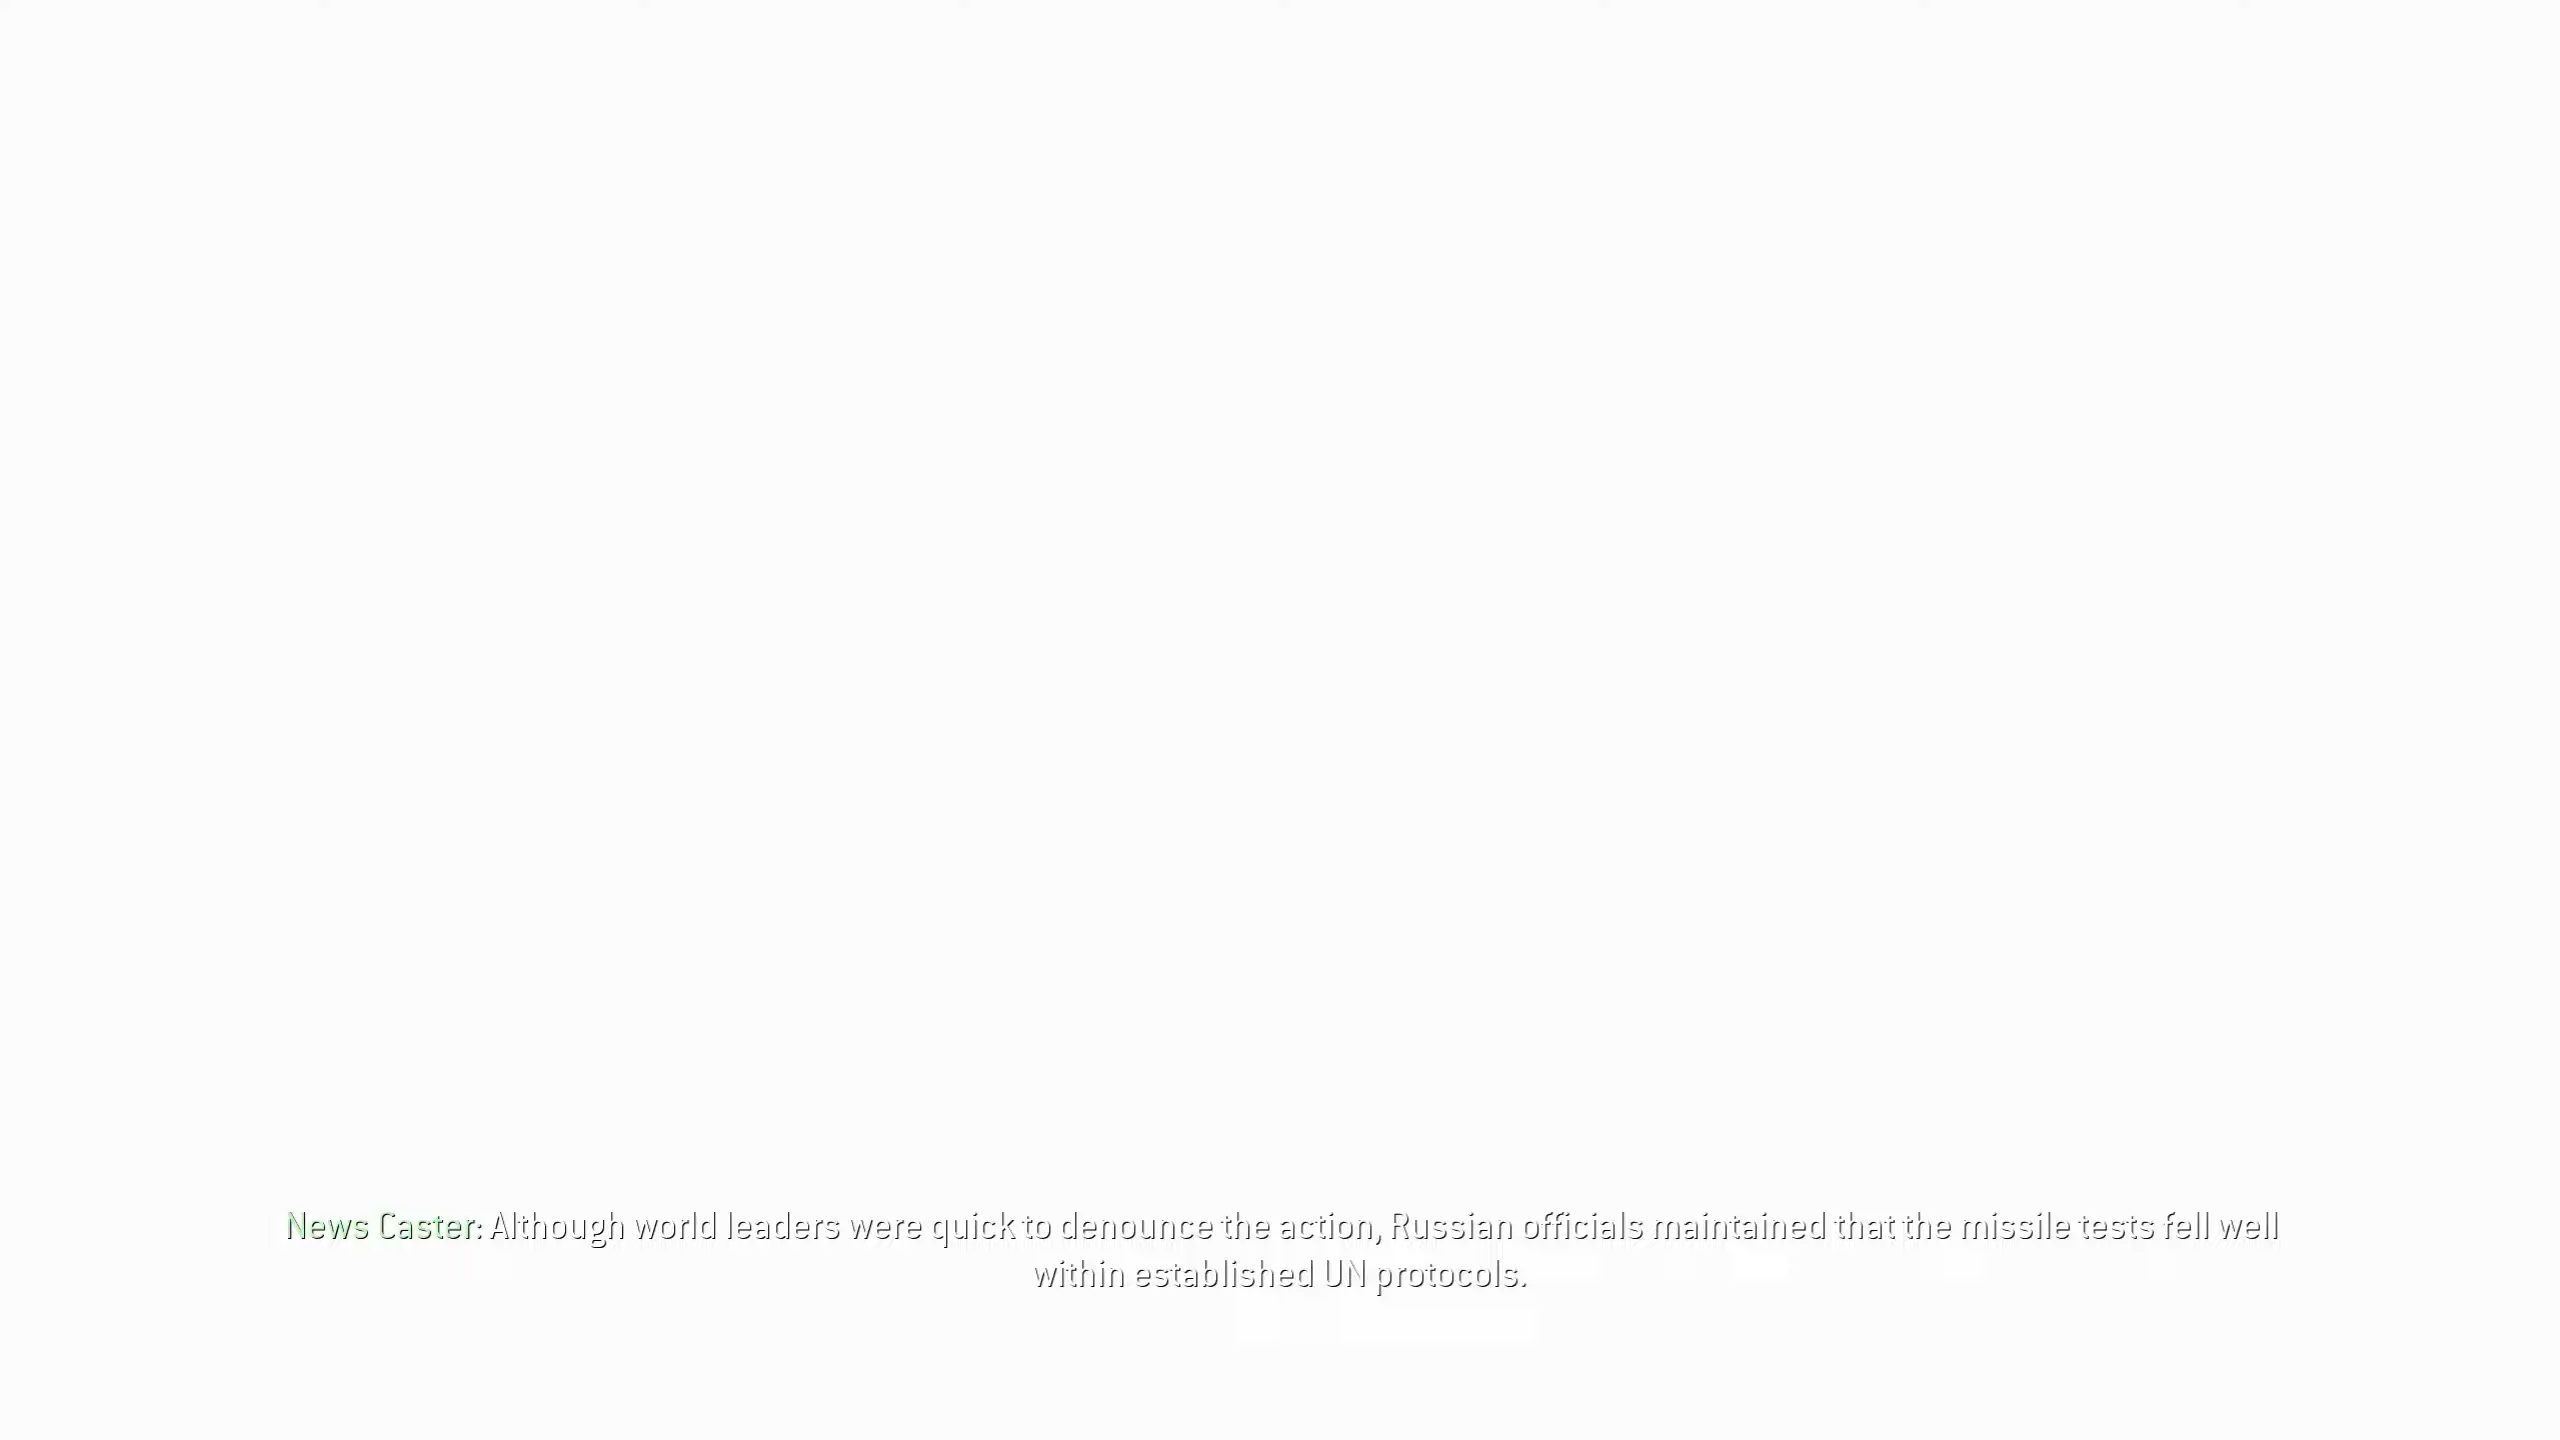 News Caster: Although world leaders were quick to denounce the action, Russian officials maintained that the missile tests fell well
within established UN protocols.